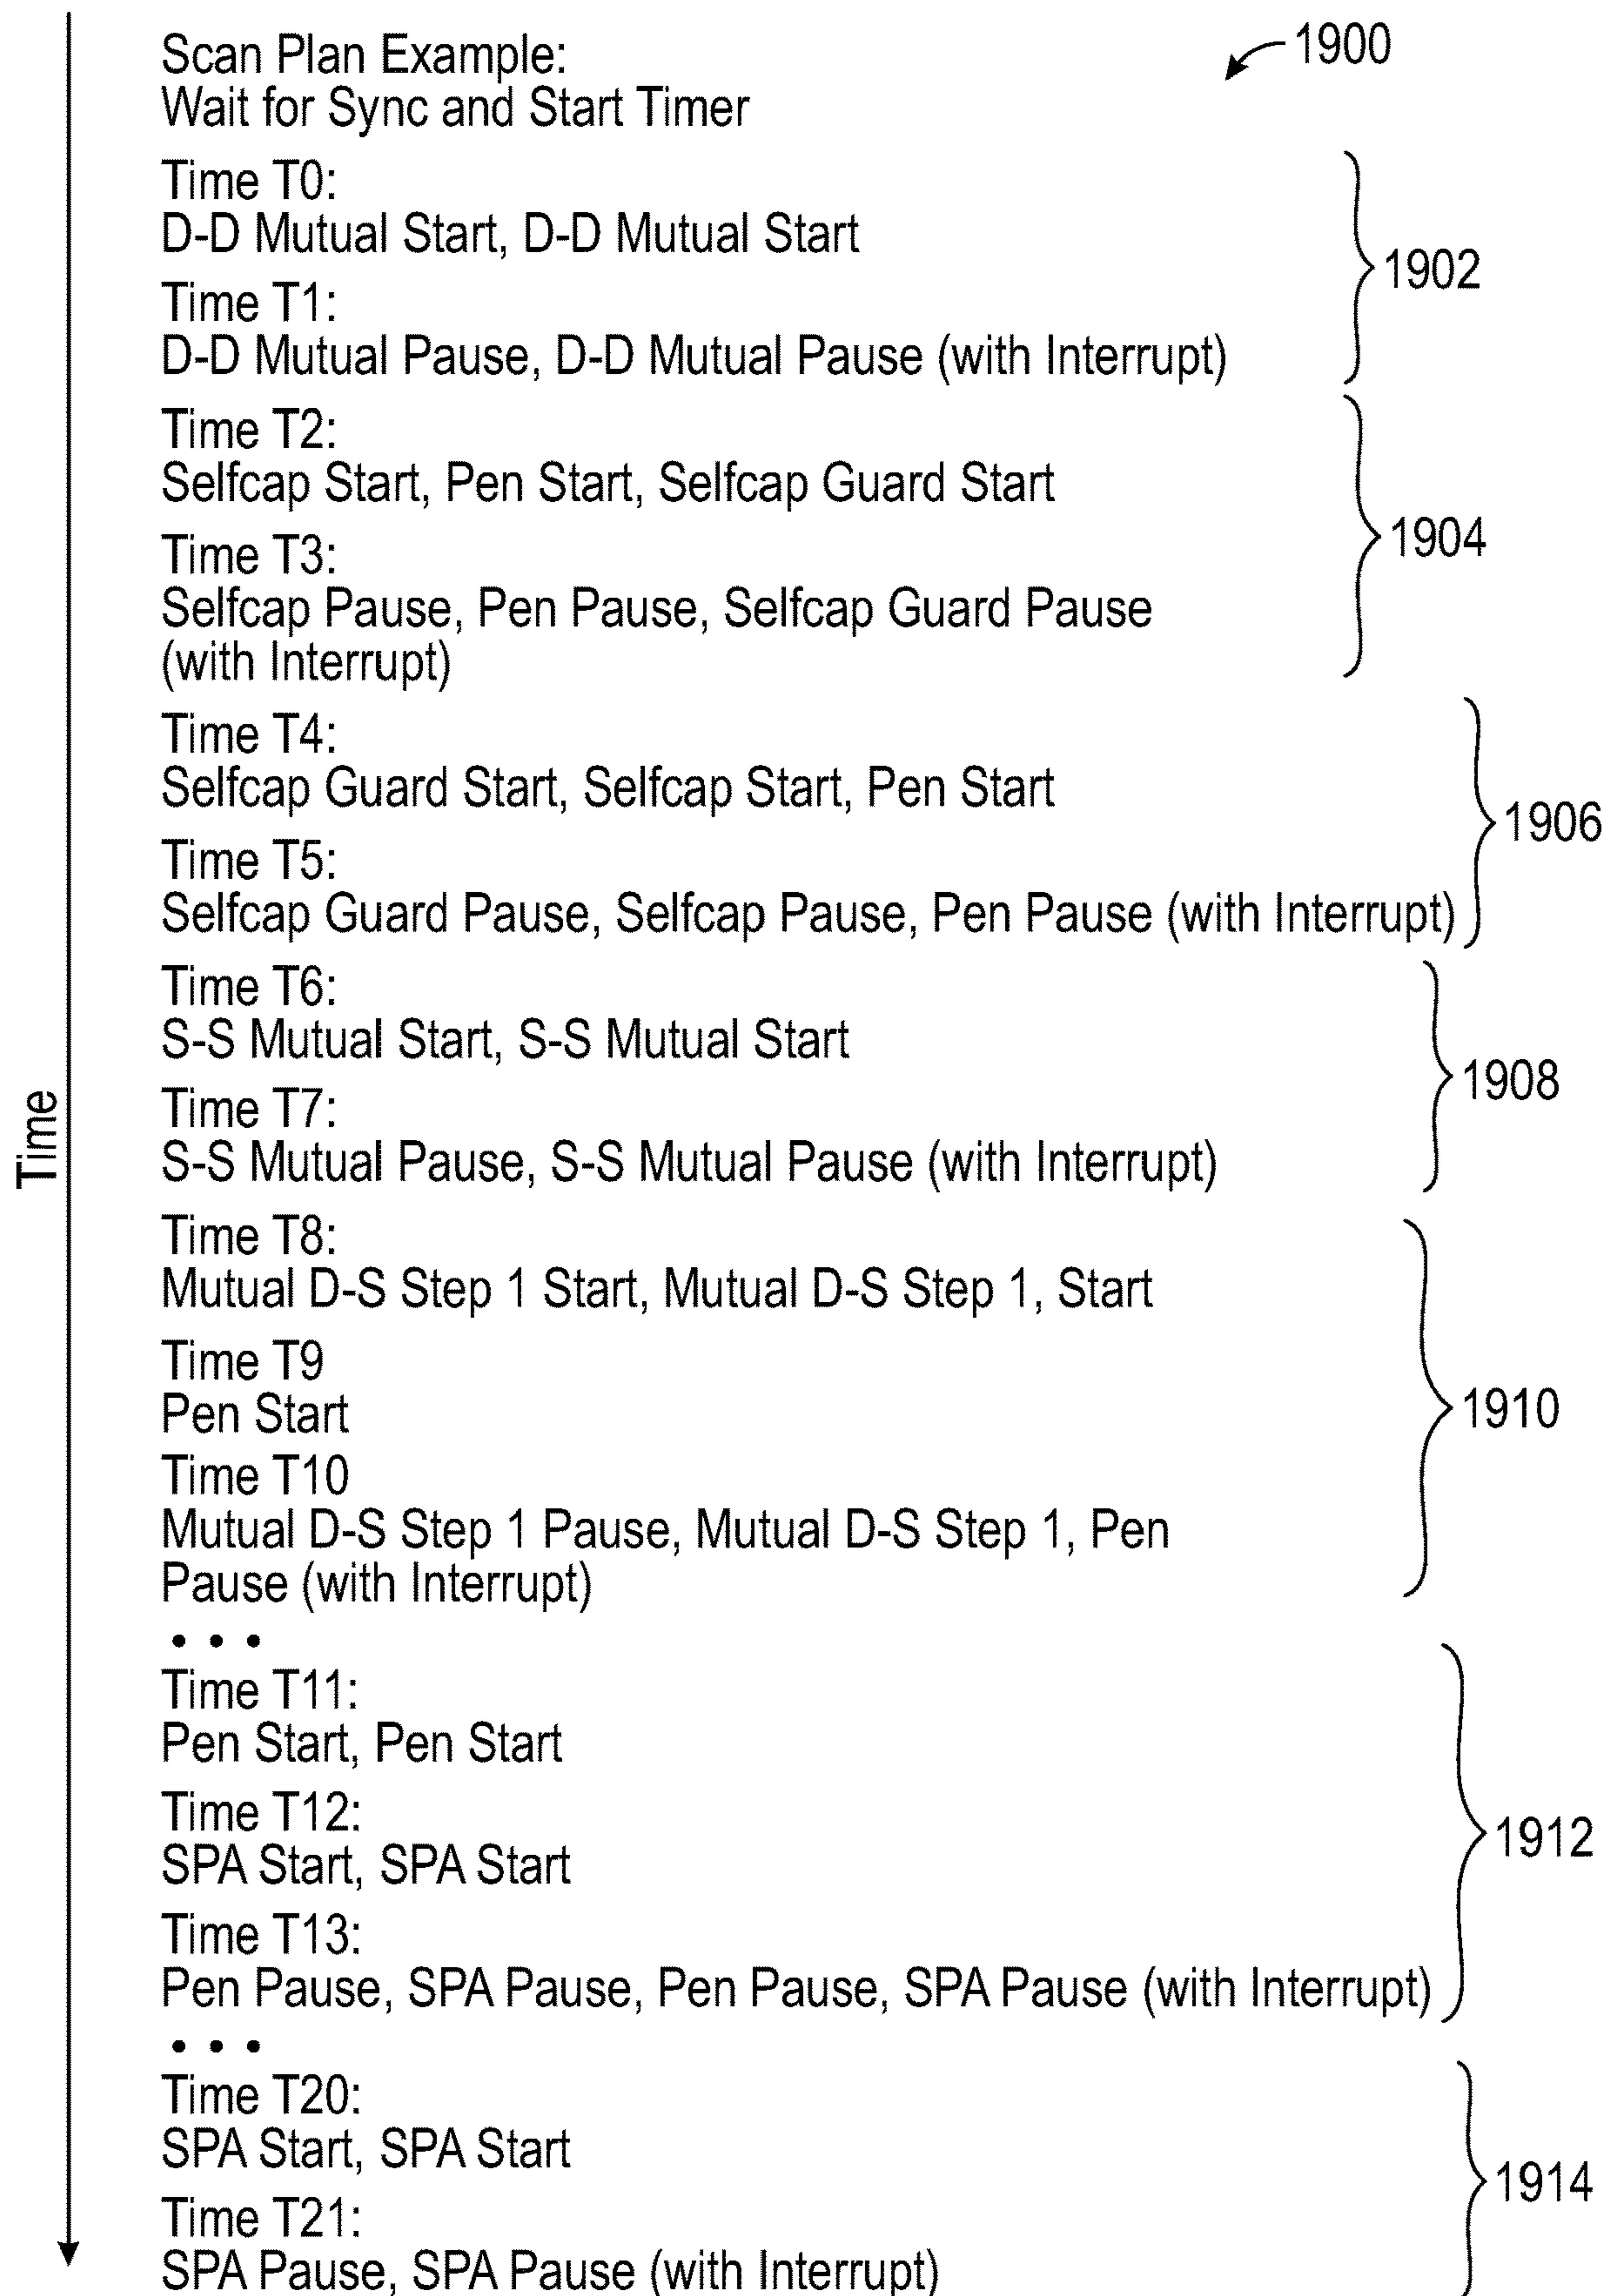 Scan Plan Example:
1900
Wait for Sync and Start Timer
Time T0:
D-D Mutual Start, D-D Mutual Start
1902
Time T1:
D-D Mutual Pause, D-D Mutual Pause (with Interrupt)
Time T2:
Selfcap Start, Pen Start, Selfcap Guard Start
1904
Time T3:
Selfcap Pause, Pen Pause, Selfcap Guard Pause
(with Interrupt)
Time T4:
Selfcap Guard Start, Selfcap Start, Pen Start
1906
Time T5:
Selfcap Guard Pause, Selfcap Pause, Pen Pause (with Interrupt)
Time T6:
S-S Mutual Start, S-S Mutual Start
1908
Time T7:
S-S Mutual Pause, S-S Mutual Pause (with Interrupt)
Time
Time T8:
Mutual D-S Step 1 Start, Mutual D-S Step 1, Start
Time T9
Pen Start
1910
Time T10
Mutual D-S Step 1 Pause, Mutual D-S Step 1, Pen
Pause (with Interrupt)
• • •
Time T11:
Pen Start, Pen Start
Time T12:
SPA Start, SPA Start
1912
Time T13:
Pen Pause, SPA Pause, Pen Pause, SPA Pause (with Interrupt)
• • •
Time T20:
SPA Start, SPA Start
1914
Time T21:
SPA Pause, SPA Pause (with Interrupt)